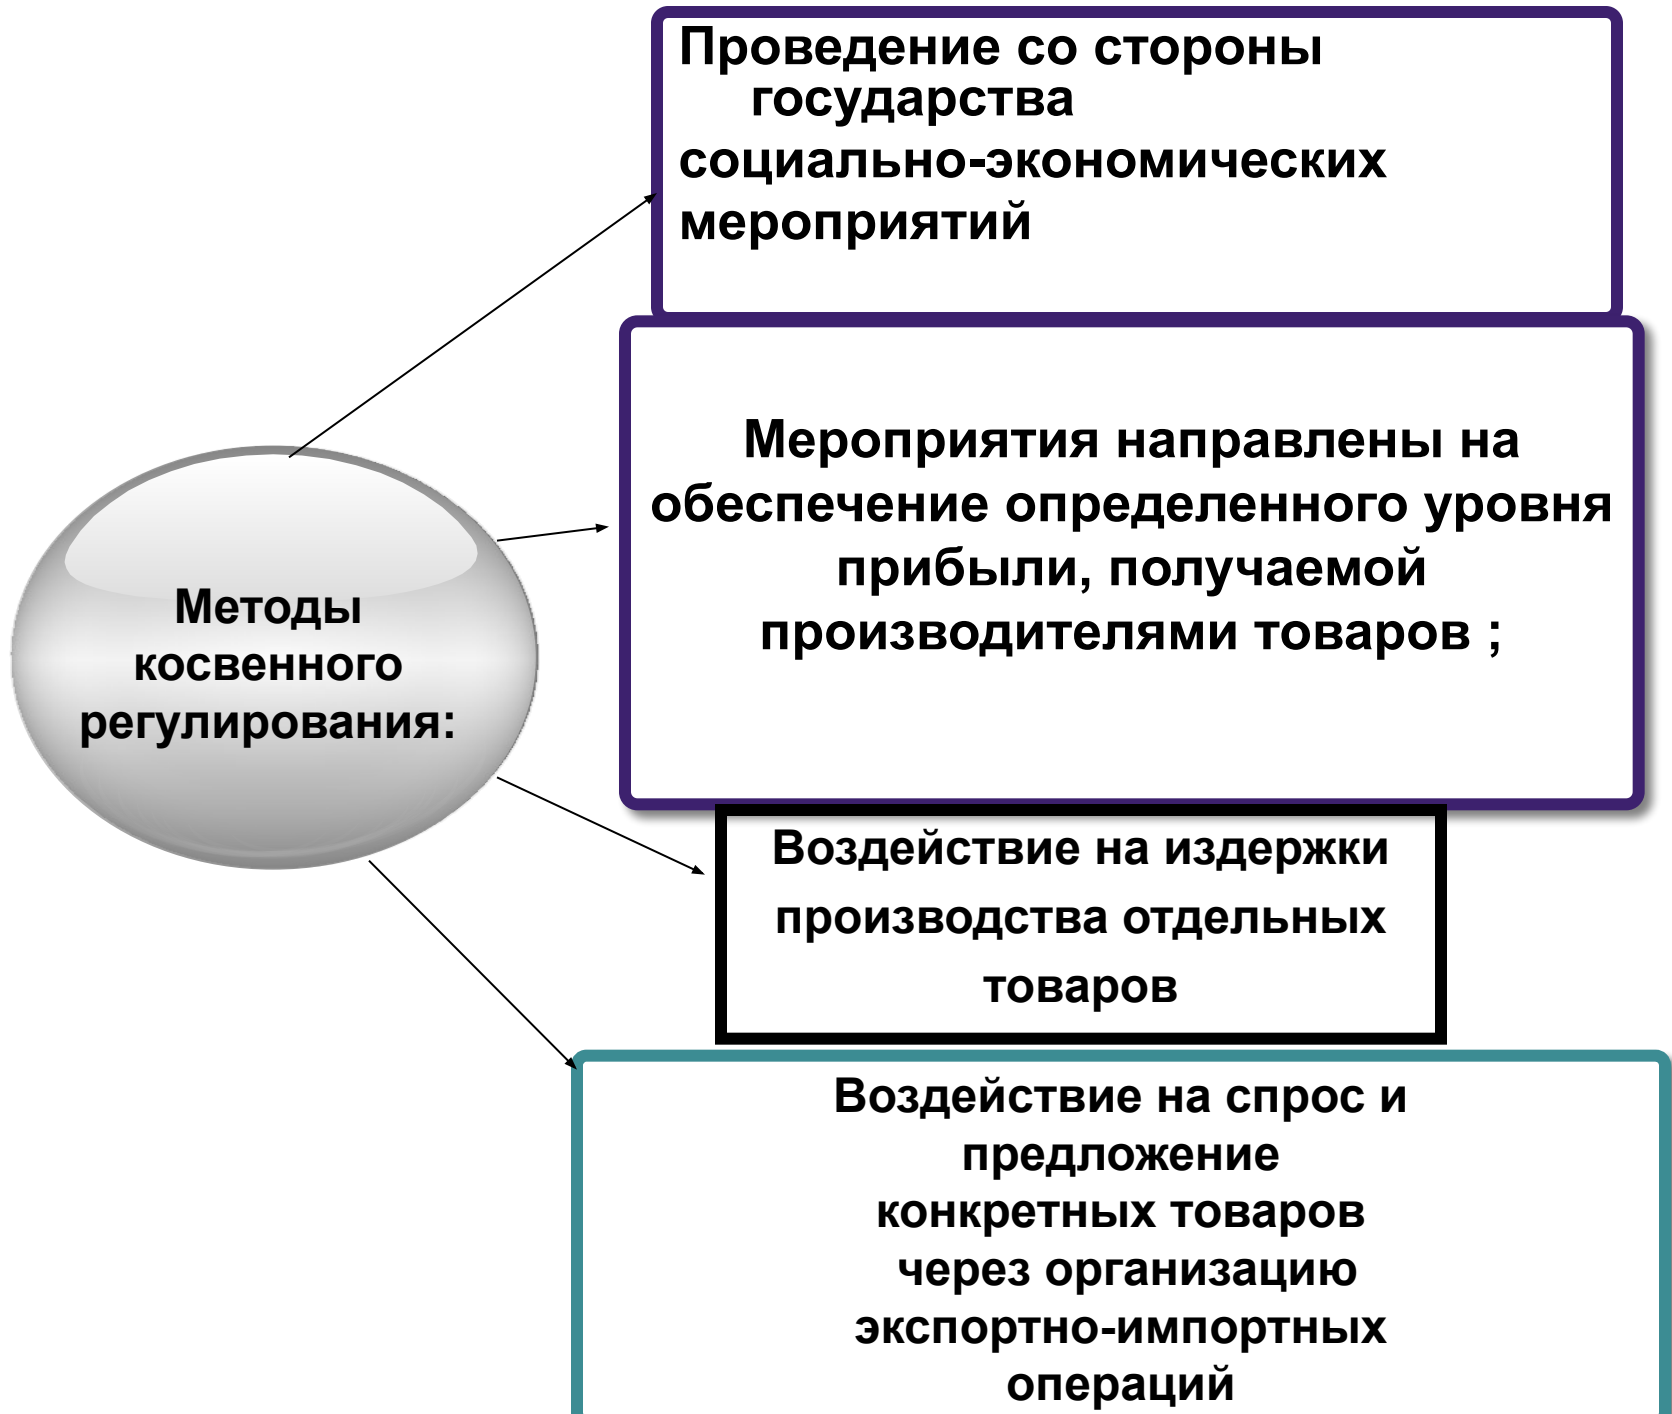 Проведение со стороны
государства
социально-экономических
мероприятий
Мероприятия направлены на
обеспечение определенного уровня
прибыли, получаемой
производителями товаров ;
Методы
косвенного
регулирования:
Воздействие на издержки
производства отдельных
товаров
Воздействие на спрос и
предложение
конкретных товаров
через организацию
экспортно-импортных
операций